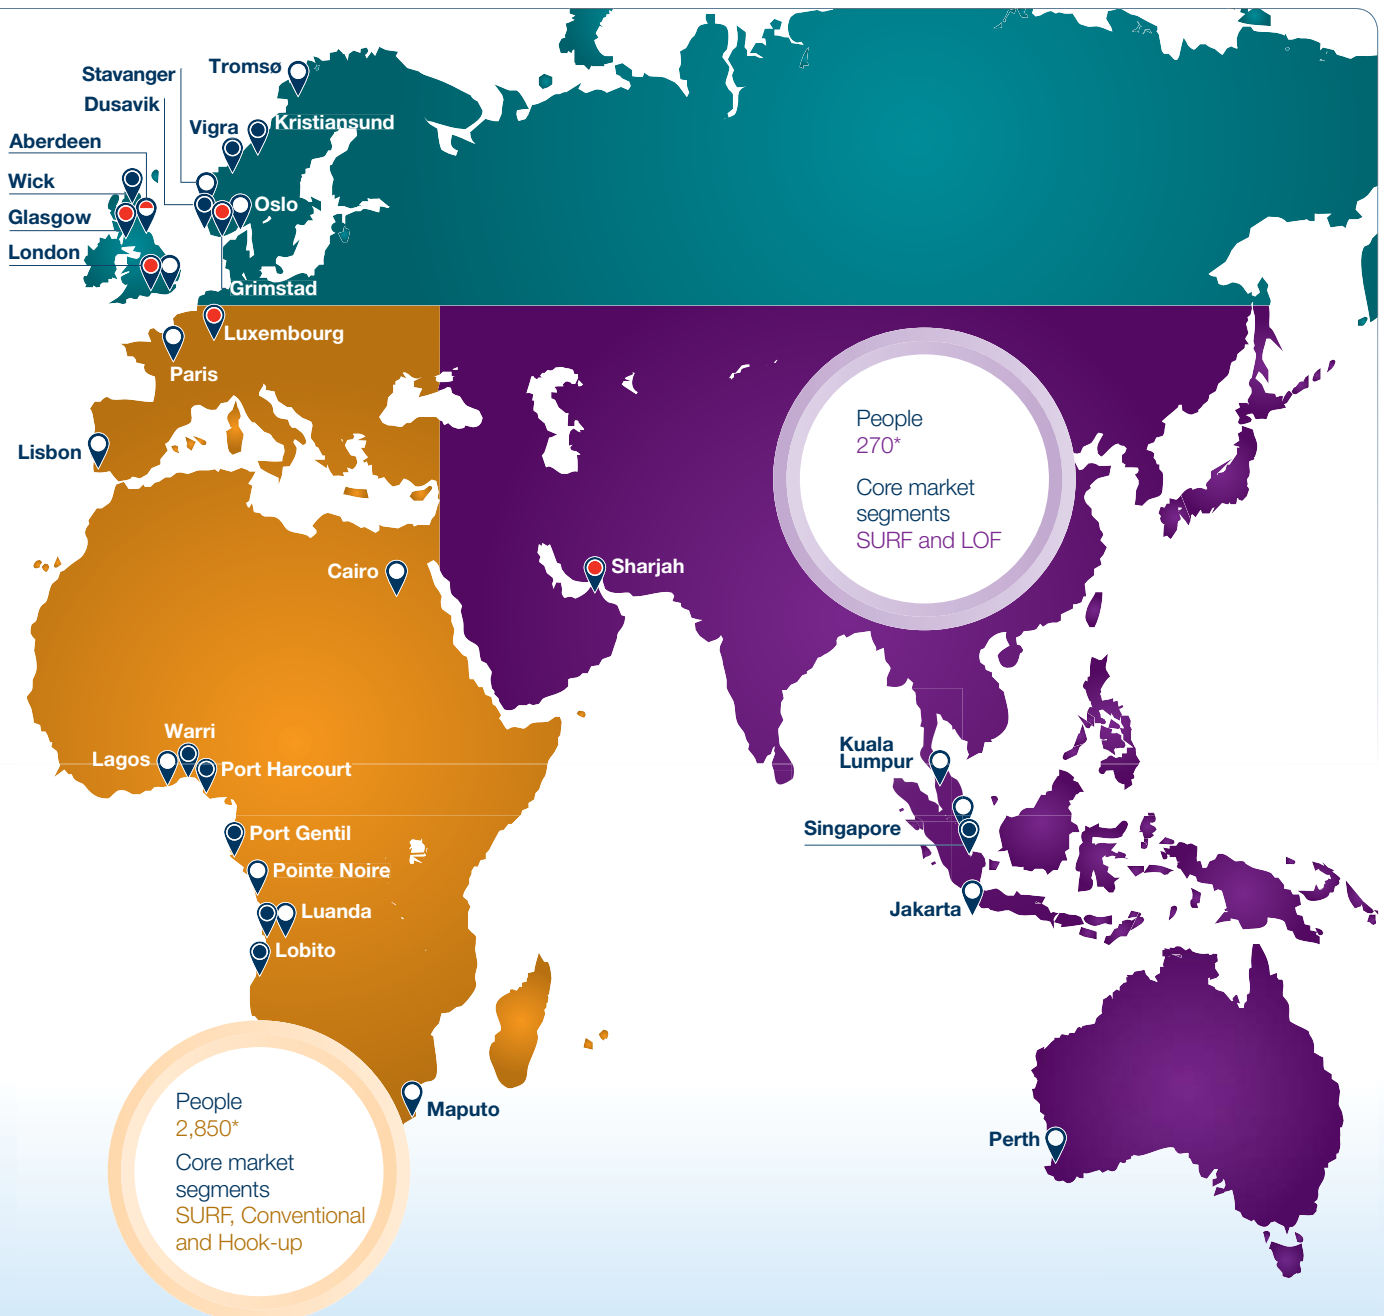 Tromsø
Stavanger
Dusavik
Vigra
Kristiansund
Aberdeen
Wick
Glasgow
Oslo
London
Grimstad
Luxembourg
Paris
Lisbon
People
270*
Core market
segments
SURF and LOF
Cairo
Sharjah
Warri
Lagos
Port Harcourt
Kuala
Lumpur
Port Gentil
Singapore
Pointe Noire
Luanda
Jakarta
Lobito
Maputo
Perth
People
2,850*
Core market
segments
SURF, Conventional
and Hook-up